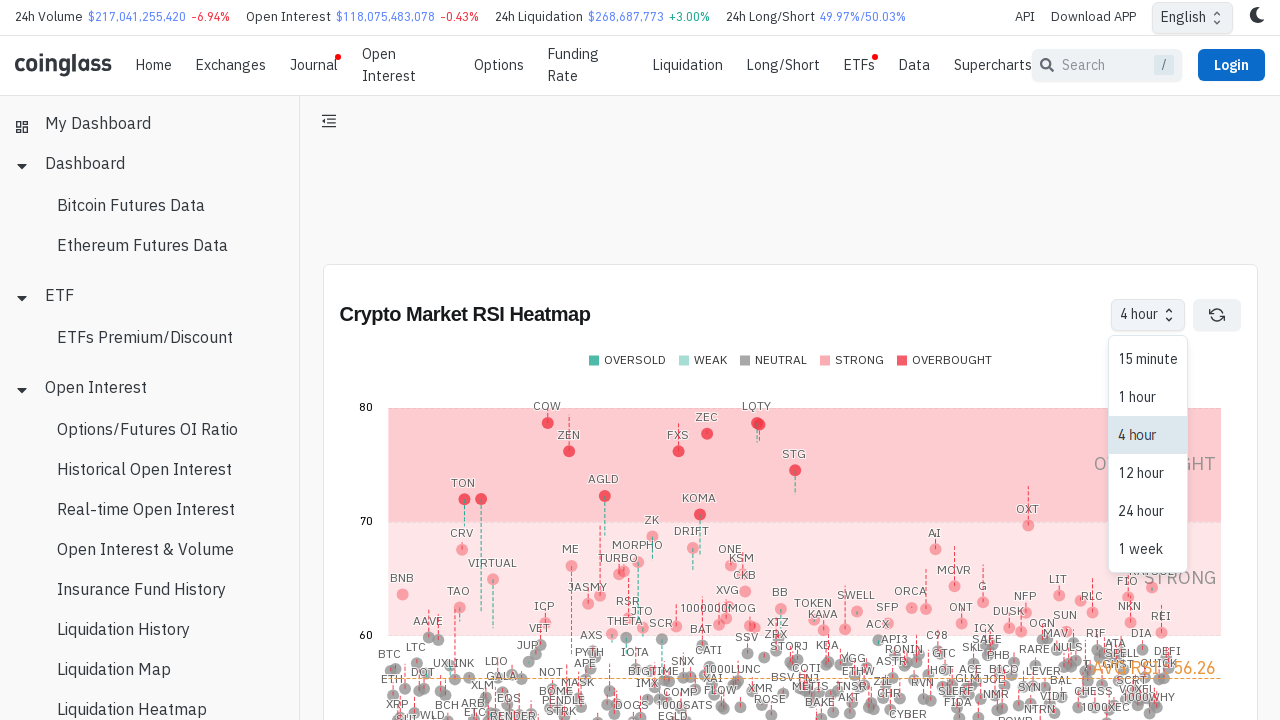 24h Volume $217,041,255,420 -6.94% Open Interest $118,075,483,078 -0.43% 24h Liquidation $268,687,773 +3.00% 24h Long/Short 49.97%/50.03% API Download APP English
coinglass Home Exchanges Journal Open Interest Options Funding Rate Liquidation Long/Short ETFs Data Supercharts Search / Login
My Dashboard
Dashboard
Bitcoin Futures Data
Ethereum Futures Data
ETF
ETFs Premium/Discount
Open Interest
Options/Futures OI Ratio
Historical Open Interest
Real-time Open Interest
Open Interest & Volume
Insurance Fund History
Liquidation History
Liquidation Map
Liquidation Heatmap
Crypto Market RSI Heatmap
4 hour
15 minute
1 hour
4 hour
12 hour
24 hour
1 week
OVERSOLD WEAK NEUTRAL STRONG OVERBOUGHT
80
CQW LQTY
ZEC
ZEN FXS
STG
TON AGLD
KOMA
70
OXT
ZK
CRV DRIFT AI
ME MORPHO ONE
VIRTUAL TURBO KSM
MCVR
BNB CKB LIT FIO
STRONG
TAO JASMY XVG BB SWELL ORCA G
ICP RSR JTO MOG TOKEN SFP ONT NFP NKN
AAVE VET THETA SCR BAT XTZ KAVA ACX DUSK SUN REI
60
AXS SSV ZRX API3 C98 ICX MAV RIF DIA
BTC LTC JUP PYTH IOTA CATI STORJ KDA RONIN SAFE RARE NULS ATA DEFI
UXLINK LDO APE SNX MGG ASTR GTC PHB SPELL
AVG RSI 56.26
ETH DOT GALA NOT BIGTIME 1000LUNC COTI ETHW HOT ACE BICO LEVER GHST QUICK
XLM MASK IMX XAI BSV TNSR ZIL RVN GLM JOE SYN BAL SCRT
XRP BCH ARB EOS BOME PENDLE COMP FLOW XMR METIS AKT CHR SLERF NMR VIDT CHESS VOXEL WHY
WLD ETC RENDER STRK DOGS 1000SATS ROSE BAKE FIDA NTRN 1000XEC
EGLD CYBER